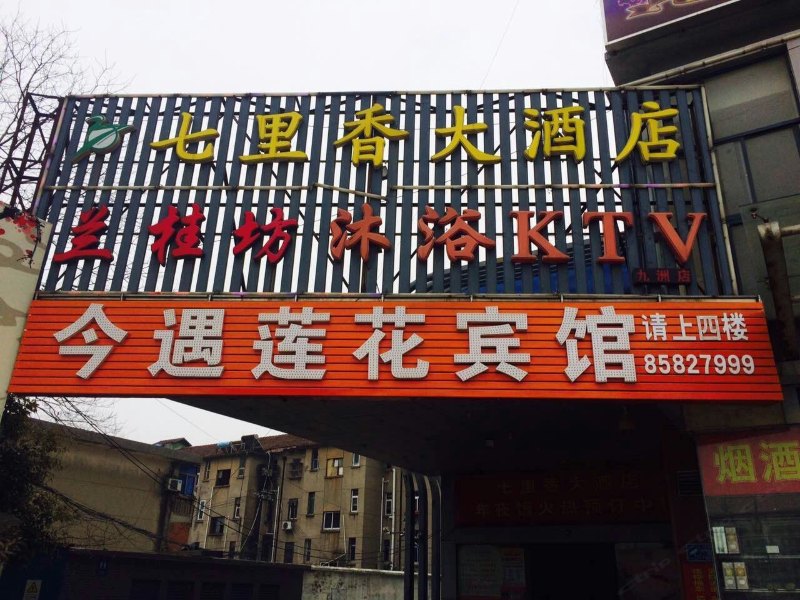 七里香大酒店
兰桂坊 沐浴KTV
九洲店
今遇莲花宾馆
请上四楼
85827999
烟酒